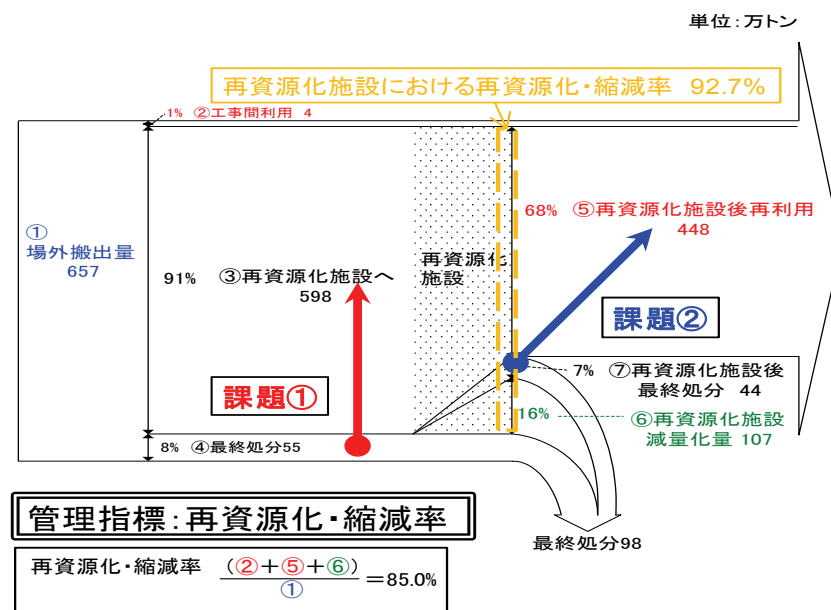 単位：万トン
再資源化施設における再資源化・縮減率 92.7%
1% ②工事間利用 4
①
場外搬出量
657
91% ③再資源化施設へ
598
再資源化
施設
68% ⑤再資源化施設後再利用
448
課題①
課題②
7% ⑦再資源化施設後
最終処分 44
16% ⑥再資源化施設
減量化量 107
8% ④最終処分55
最終処分98
管理指標：再資源化・縮減率
再資源化・縮減率 (②＋⑤＋⑥)
①
＝85.0%